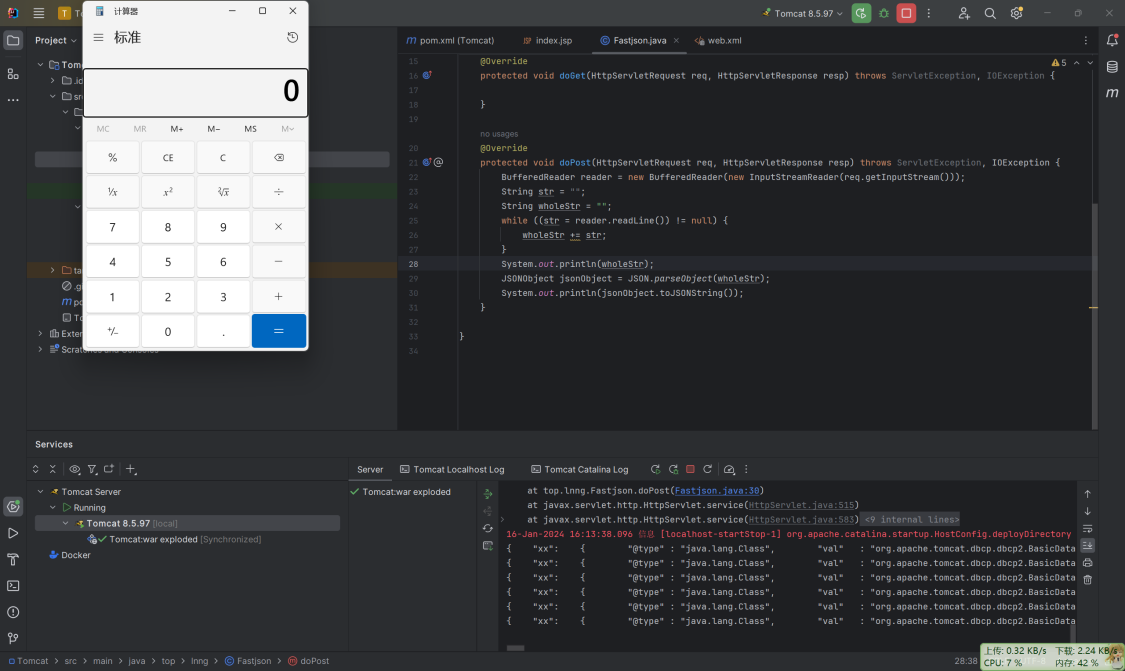 T
Tomcat 8.5.97
计算器
标准
0
MC MR M+ M− MS M
% CE C
¹/x x² ²√x ÷
7 8 9 ×
4 5 6 −
1 2 3 +
+/− 0 . =
Project
Tom
sr
ta
.g
po
Exter
Scratches and Consoles
pom.xml (Tomcat) index.jsp Fastjson.java web.xml
5
15 @Override
16 protected void doGet(HttpServletRequest req, HttpServletResponse resp) throws ServletException, IOException {
17
18 }
19
no usages
20 @Override
21 protected void doPost(HttpServletRequest req, HttpServletResponse resp) throws ServletException, IOException {
22 BufferedReader reader = new BufferedReader(new InputStreamReader(req.getInputStream()));
23 String str = "";
24 String wholeStr = "";
25 while ((str = reader.readLine()) != null) {
26 wholeStr += str;
27 }
28 System.out.println(wholeStr);
29 JSONObject jsonObject = JSON.parseObject(wholeStr);
30 System.out.println(jsonObject.toJSONString());
31 }
32
33 }
34
Services
Tomcat Server
Running
Tomcat 8.5.97 [local]
Tomcat:war exploded [Synchronized]
Docker
Server Tomcat Localhost Log Tomcat Catalina Log
Tomcat:war exploded
at top.lnng.Fastjson.doPost(Fastjson.java:30)
at javax.servlet.http.HttpServlet.service(HttpServlet.java:515)
at javax.servlet.http.HttpServlet.service(HttpServlet.java:583) <9 internal lines>
16-Jan-2024 16:13:38.096 信息 [localhost-startStop-1] org.apache.catalina.startup.HostConfig.deployDirectory
{ "xx": { "@type" : "java.lang.Class", "val" : "org.apache.tomcat.dbcp.dbcp2.BasicData
{ "xx": { "@type" : "java.lang.Class", "val" : "org.apache.tomcat.dbcp.dbcp2.BasicData
{ "xx": { "@type" : "java.lang.Class", "val" : "org.apache.tomcat.dbcp.dbcp2.BasicData
{ "xx": { "@type" : "java.lang.Class", "val" : "org.apache.tomcat.dbcp.dbcp2.BasicData
{ "xx": { "@type" : "java.lang.Class", "val" : "org.apache.tomcat.dbcp.dbcp2.BasicData
{ "xx": { "@type" : "java.lang.Class", "val" : "org.apache.tomcat.dbcp.dbcp2.BasicData
Tomcat > src > main > java > top > lnng > Fastjson > doPost
28:38
上传: 0.32 KB/s 下载: 2.24 KB/s
CPU: 7 % 内存: 42 %